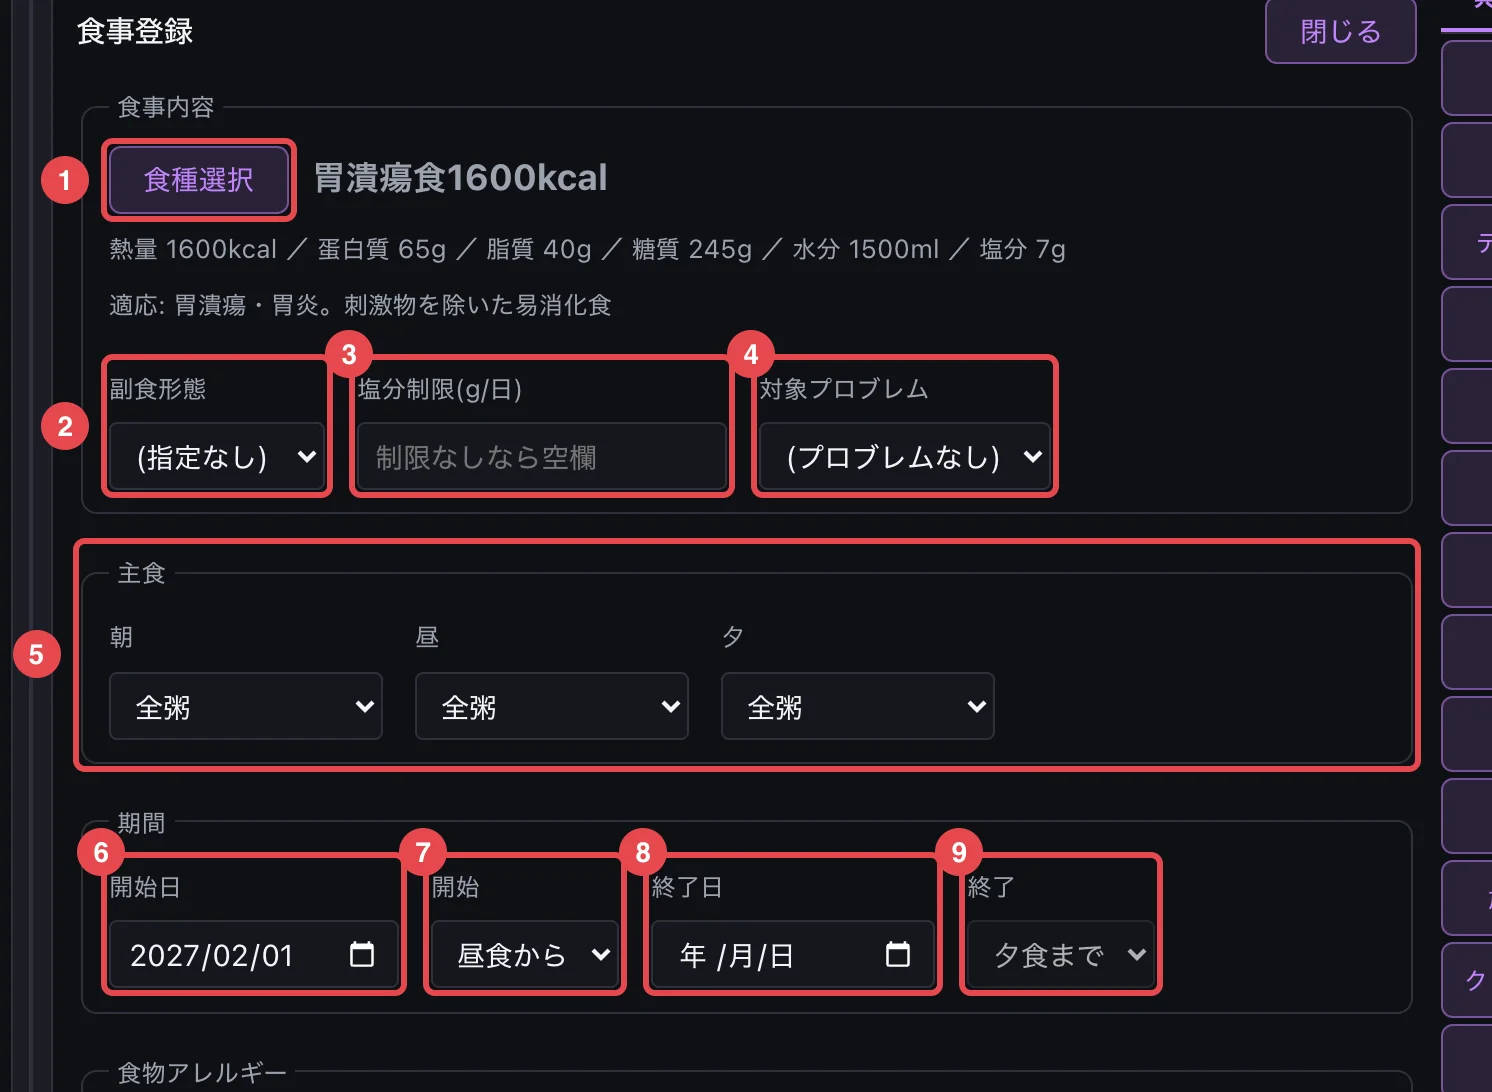 食事登録
閉じる
食事内容
1
食種選択
胃潰瘍食1600kcal
熱量 1600kcal ／ 蛋白質 65g ／ 脂質 40g ／ 糖質 245g ／ 水分 1500ml ／ 塩分 7g
適応: 胃潰瘍・胃炎。刺激物を除いた易消化食
2
副食形態
(指定なし)
3
塩分制限(g/日)
制限なしなら空欄
4
対象プロブレム
(プロブレムなし)
5
主食
朝
昼
夕
全粥
全粥
全粥
期間
6
開始日
2027/02/01
7
開始
昼食から
8
終了日
年 /月/日
9
終了
夕食まで
食物アレルギー
テ
ク